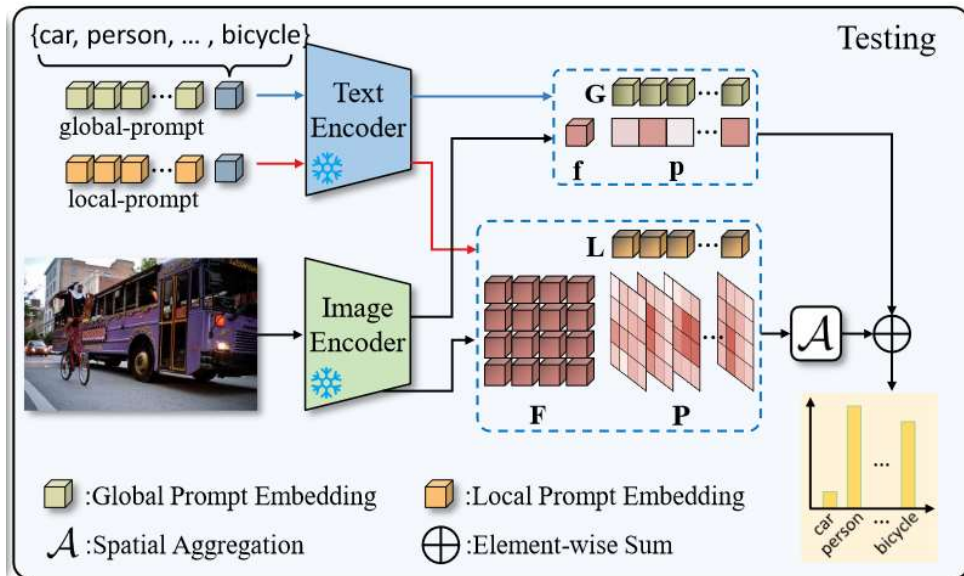 {car, person, ... , bicycle}
Testing
global-prompt
local-prompt
Text
Encoder
G
f
p
L
Image
Encoder
F
P
A
...
car
person
...
bicycle
:Global Prompt Embedding
:Local Prompt Embedding
A
:Spatial Aggregation
:Element-wise Sum